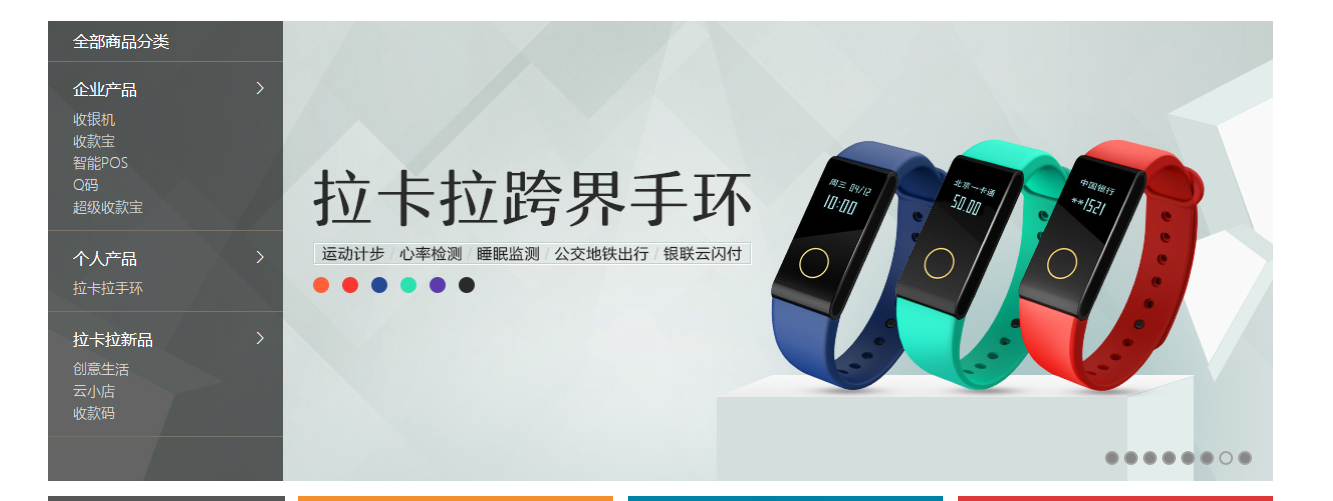 全部商品分类
企业产品
收银机
收款宝
智能POS
Q码
超级收款宝
个人产品
拉卡拉手环
拉卡拉新品
创意生活
云小店
收款码
拉卡拉跨界手环
运动计步 / 心率检测 / 睡眠监测 / 公交地铁出行 / 银联云闪付
周三 04/12
10:00
北京一卡通
50.00
中国银行
**1521